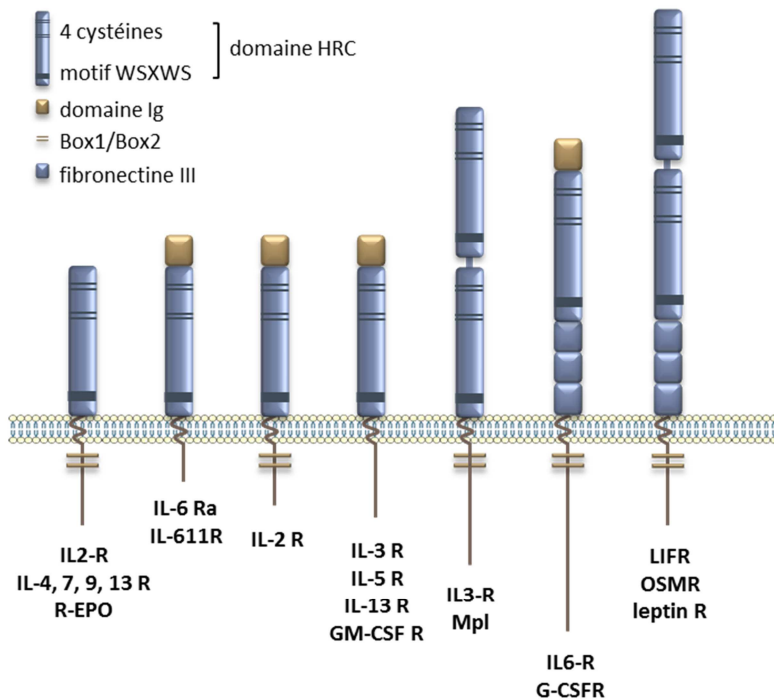 4 cystéines
domaine HRC
motif WSXWS
domaine Ig
Box1/Box2
fibronectine III
IL2-R
IL-4, 7, 9, 13 R
R-EPO
IL-6 Ra
IL-611R
IL-2 R
IL-3 R
IL-5 R
IL-13 R
GM-CSF R
IL3-R
Mpl
IL6-R
G-CSFR
LIFR
OSMR
leptin R